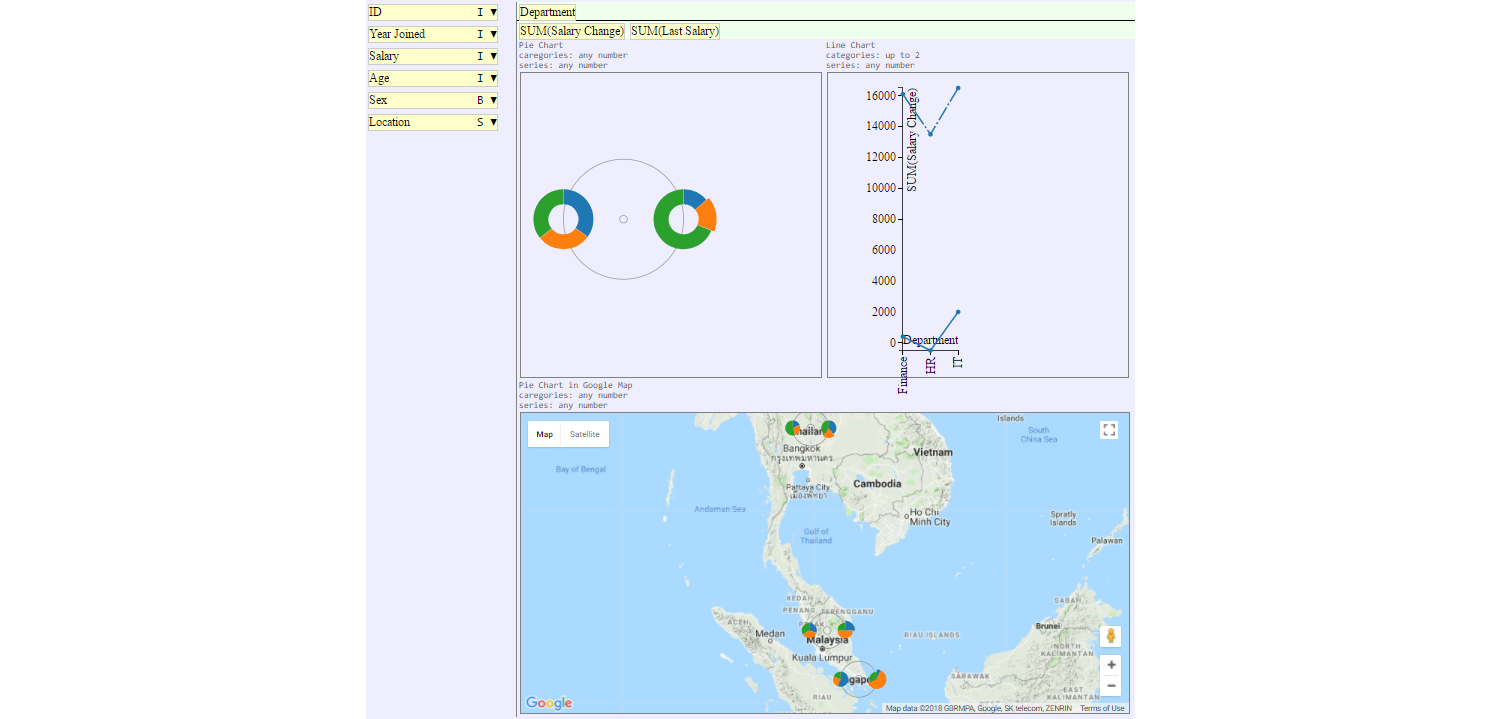 ID I ▼
Year Joined I ▼
Salary I ▼
Age I ▼
Sex B ▼
Location S ▼
Department
SUM(Salary Change) SUM(Last Salary)
Pie Chart
caregories: any number
series: any number
Line Chart
categories: up to 2
series: any number
16000
14000
12000
10000
8000
6000
4000
2000
0
SUM(Salary Change)
Department
Finance
HR
IT
Pie Chart in Google Map
caregories: any number
series: any number
Map Satellite
Islands
South
China Sea
Bay of Bengal
Bangkok
กรุงเทพมหานคร
Vietnam
Pattaya City
เมืองพัทยา
Cambodia
Andaman Sea
Ho Chi
Minh City
Spratly
Islands
Gulf of
Thailand
Palawan
KEDAH
PENANG
TERENGGANU
SABAH
ACEH
Medan
Malaysia
RIAU ISLANDS
Brunei
Kuala Lumpur
NORTH
KALIMANTAN
SARAWAK
RIAU
EAST
KALIMANTAN
+
−
Google
Map data ©2018 GBRMPA, Google, SK telecom, ZENRIN Terms of Use